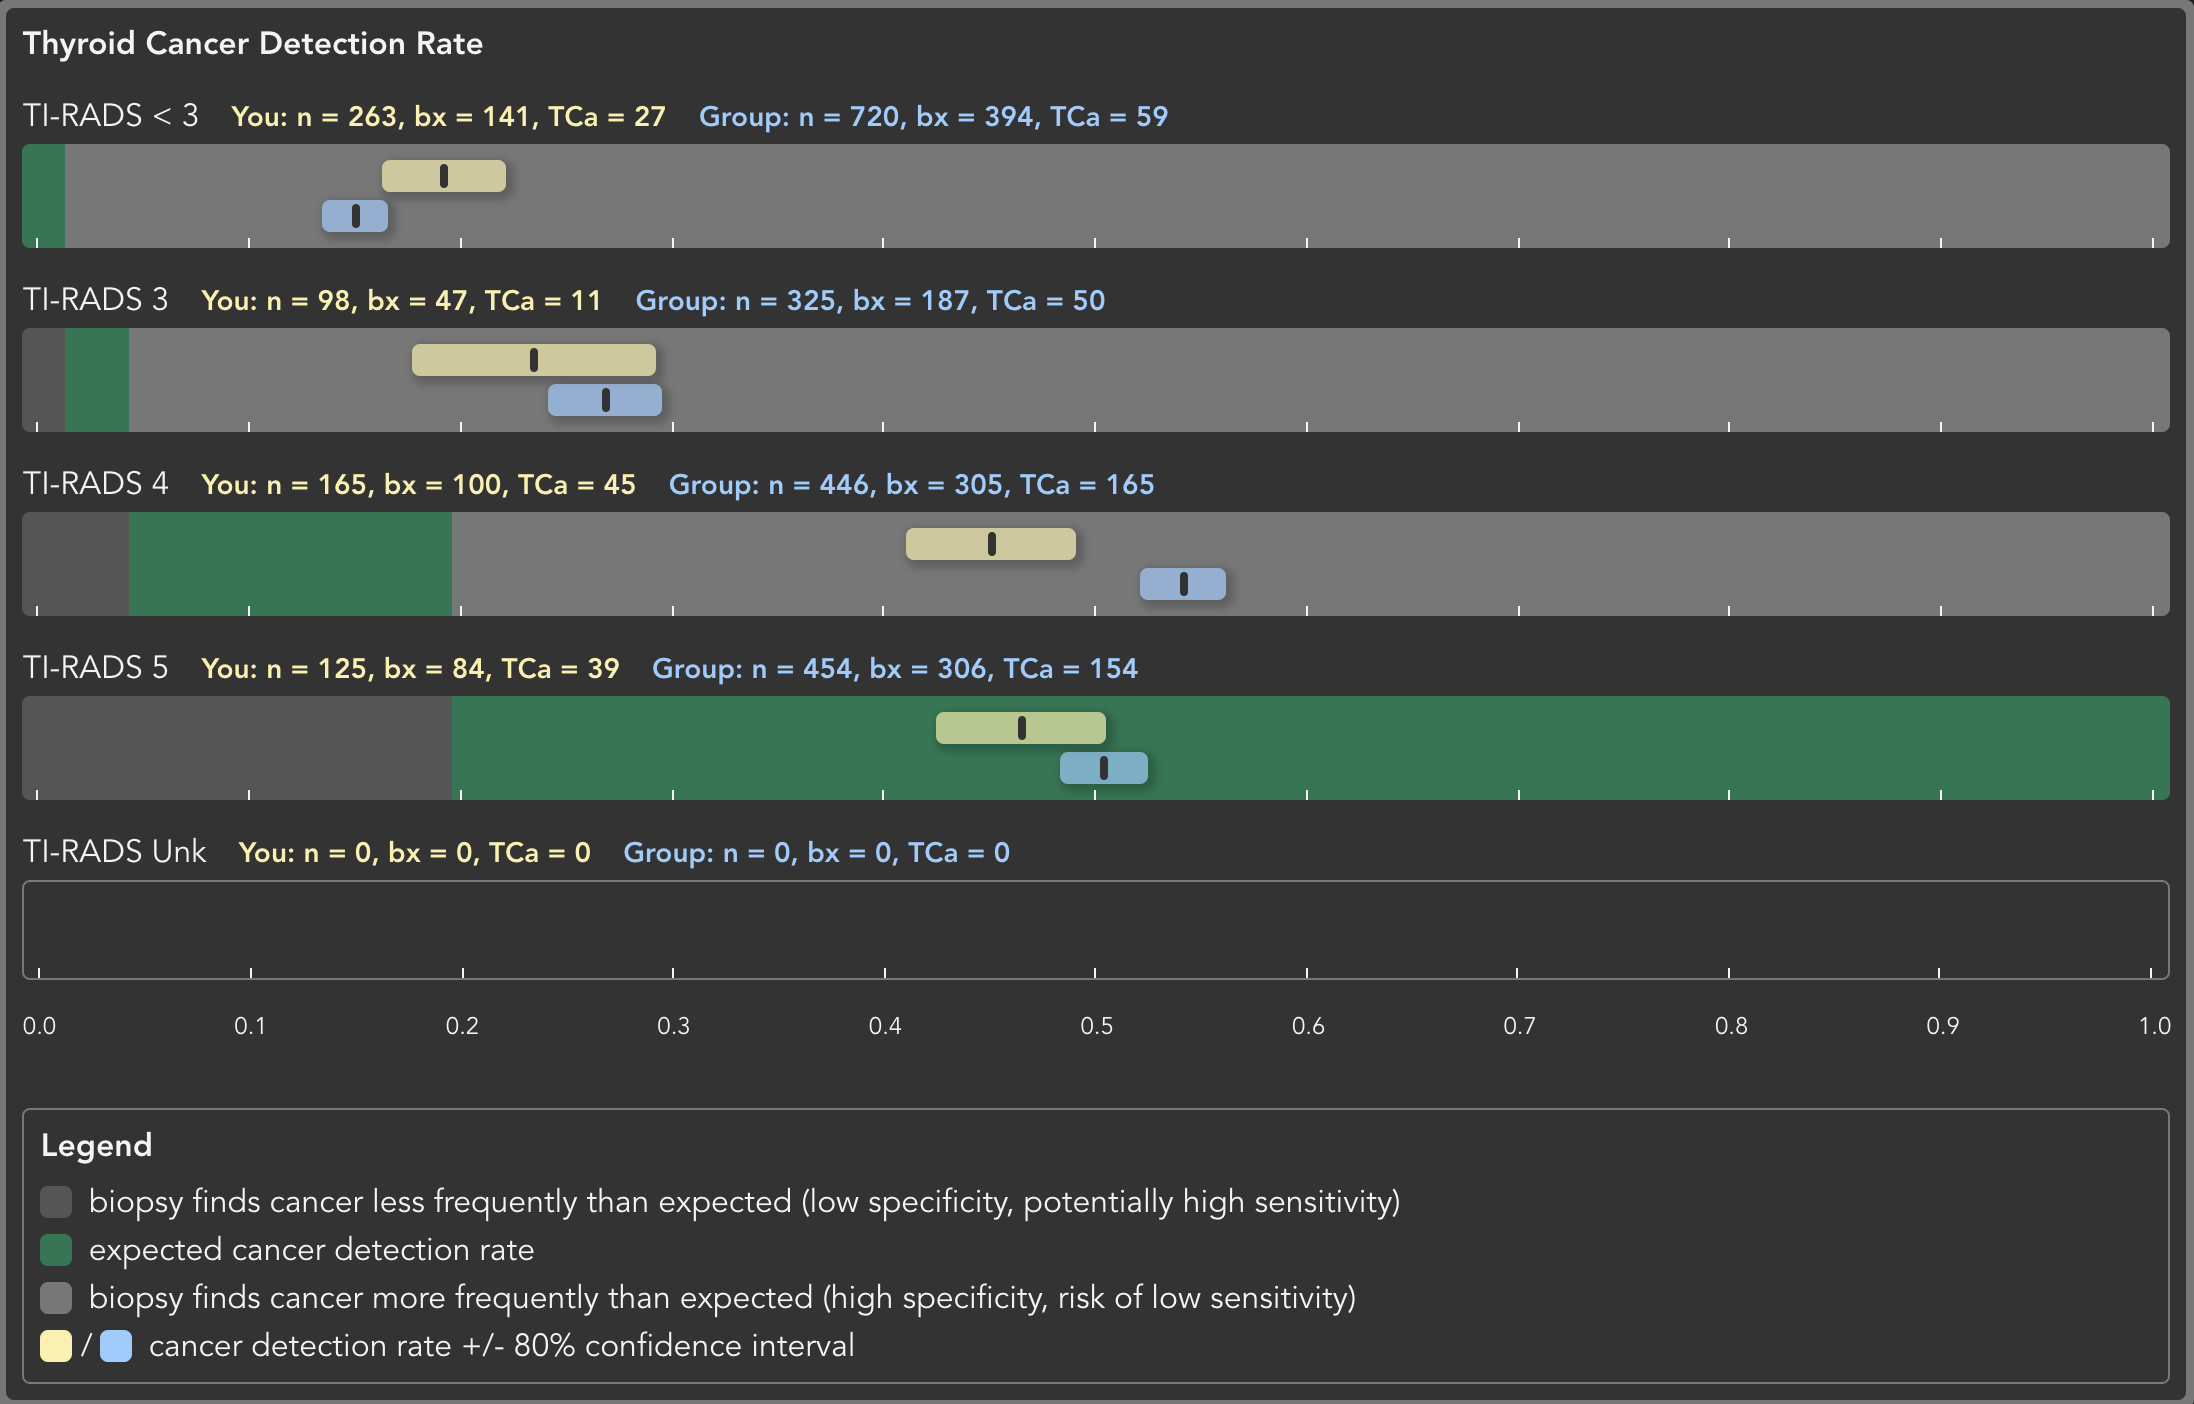 Thyroid Cancer Detection Rate
TI-RADS < 3 You: n = 263, bx = 141, TCa = 27 Group: n = 720, bx = 394, TCa = 59
TI-RADS 3 You: n = 98, bx = 47, TCa = 11 Group: n = 325, bx = 187, TCa = 50
TI-RADS 4 You: n = 165, bx = 100, TCa = 45 Group: n = 446, bx = 305, TCa = 165
TI-RADS 5 You: n = 125, bx = 84, TCa = 39 Group: n = 454, bx = 306, TCa = 154
TI-RADS Unk You: n = 0, bx = 0, TCa = 0 Group: n = 0, bx = 0, TCa = 0
0.0 0.1 0.2 0.3 0.4 0.5 0.6 0.7 0.8 0.9 1.0
Legend
biopsy finds cancer less frequently than expected (low specificity, potentially high sensitivity)
expected cancer detection rate
biopsy finds cancer more frequently than expected (high specificity, risk of low sensitivity)
/ cancer detection rate +/- 80% confidence interval